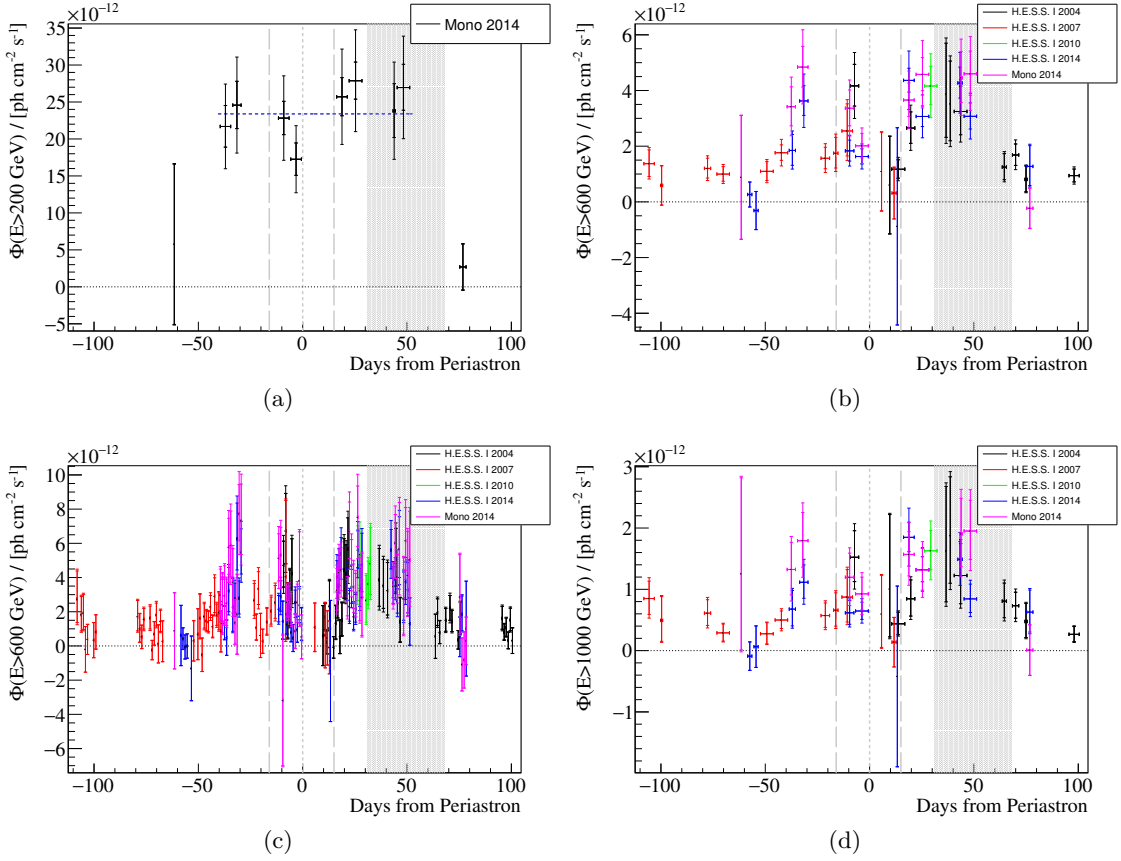 ×10⁻¹²
Mono 2014
Φ(E>200 GeV) / [ph cm⁻² s⁻¹]
35
30
25
20
15
10
5
0
−5
−100 −50 0 50 100
Days from Periastron
(a)
×10⁻¹²
H.E.S.S. I 2004
H.E.S.S. I 2007
H.E.S.S. I 2010
H.E.S.S. I 2014
Mono 2014
Φ(E>600 GeV) / [ph cm⁻² s⁻¹]
6
4
2
0
−2
−4
−100 −50 0 50 100
Days from Periastron
(b)
×10⁻¹²
H.E.S.S. I 2004
H.E.S.S. I 2007
H.E.S.S. I 2010
H.E.S.S. I 2014
Mono 2014
Φ(E>600 GeV) / [ph cm⁻² s⁻¹]
10
8
6
4
2
0
−2
−4
−6
−100 −50 0 50 100
Days from Periastron
(c)
×10⁻¹²
H.E.S.S. I 2004
H.E.S.S. I 2007
H.E.S.S. I 2010
H.E.S.S. I 2014
Mono 2014
Φ(E>1000 GeV) / [ph cm⁻² s⁻¹]
3
2
1
0
−1
−100 −50 0 50 100
Days from Periastron
(d)